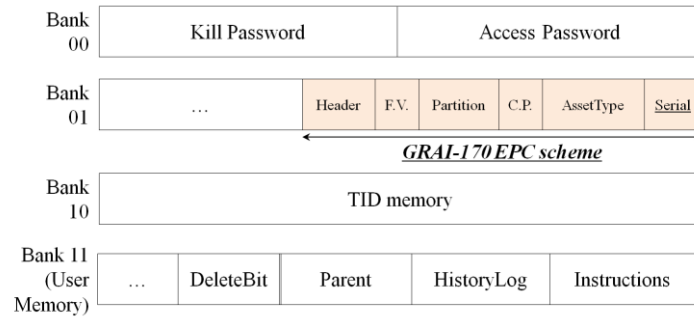 Bank 00
Kill Password
Access Password
Bank 01
...
Header
F.V.
Partition
C.P.
AssetType
Serial
GRAI-170 EPC scheme
Bank 10
TID memory
Bank 11 (User Memory)
...
DeleteBit
Parent
HistoryLog
Instructions